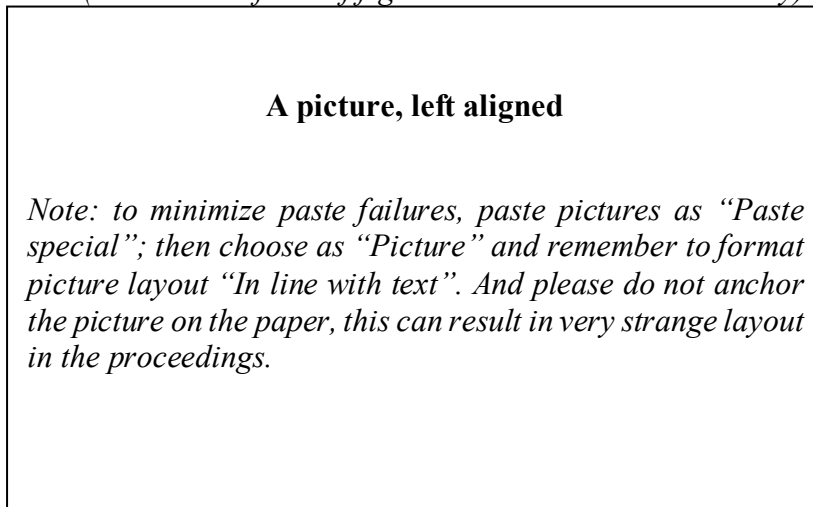 A picture, left aligned
Note: to minimize paste failures, paste pictures as “Paste
special”; then choose as “Picture” and remember to format
picture layout “In line with text”. And please do not anchor
the picture on the paper, this can result in very strange layout
in the proceedings.